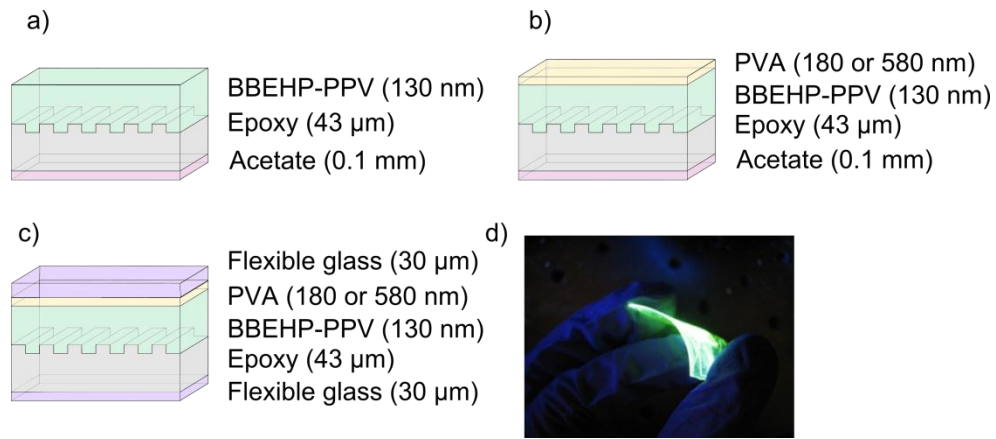 a)
BBEHP-PPV (130 nm)
Epoxy (43 µm)
Acetate (0.1 mm)
b)
PVA (180 or 580 nm)
BBEHP-PPV (130 nm)
Epoxy (43 µm)
Acetate (0.1 mm)
c)
Flexible glass (30 µm)
PVA (180 or 580 nm)
BBEHP-PPV (130 nm)
Epoxy (43 µm)
Flexible glass (30 µm)
d)